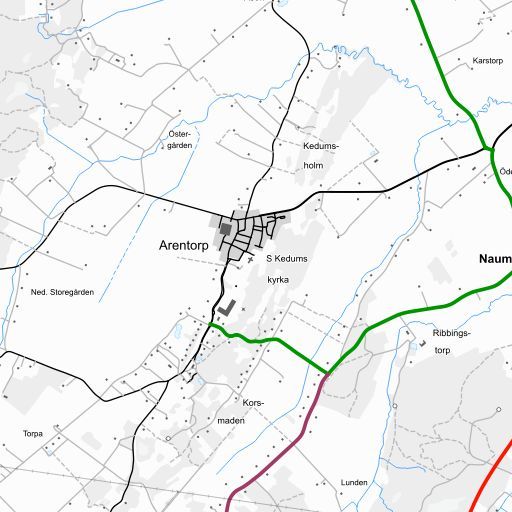 Karstorp
Öster-
gården
Kedums-
holm
Öde
Arentorp
S Kedums
kyrka
Naum
Ned. Storegården
Ribbings-
torp
Kors-
maden
Torpa
Lunden